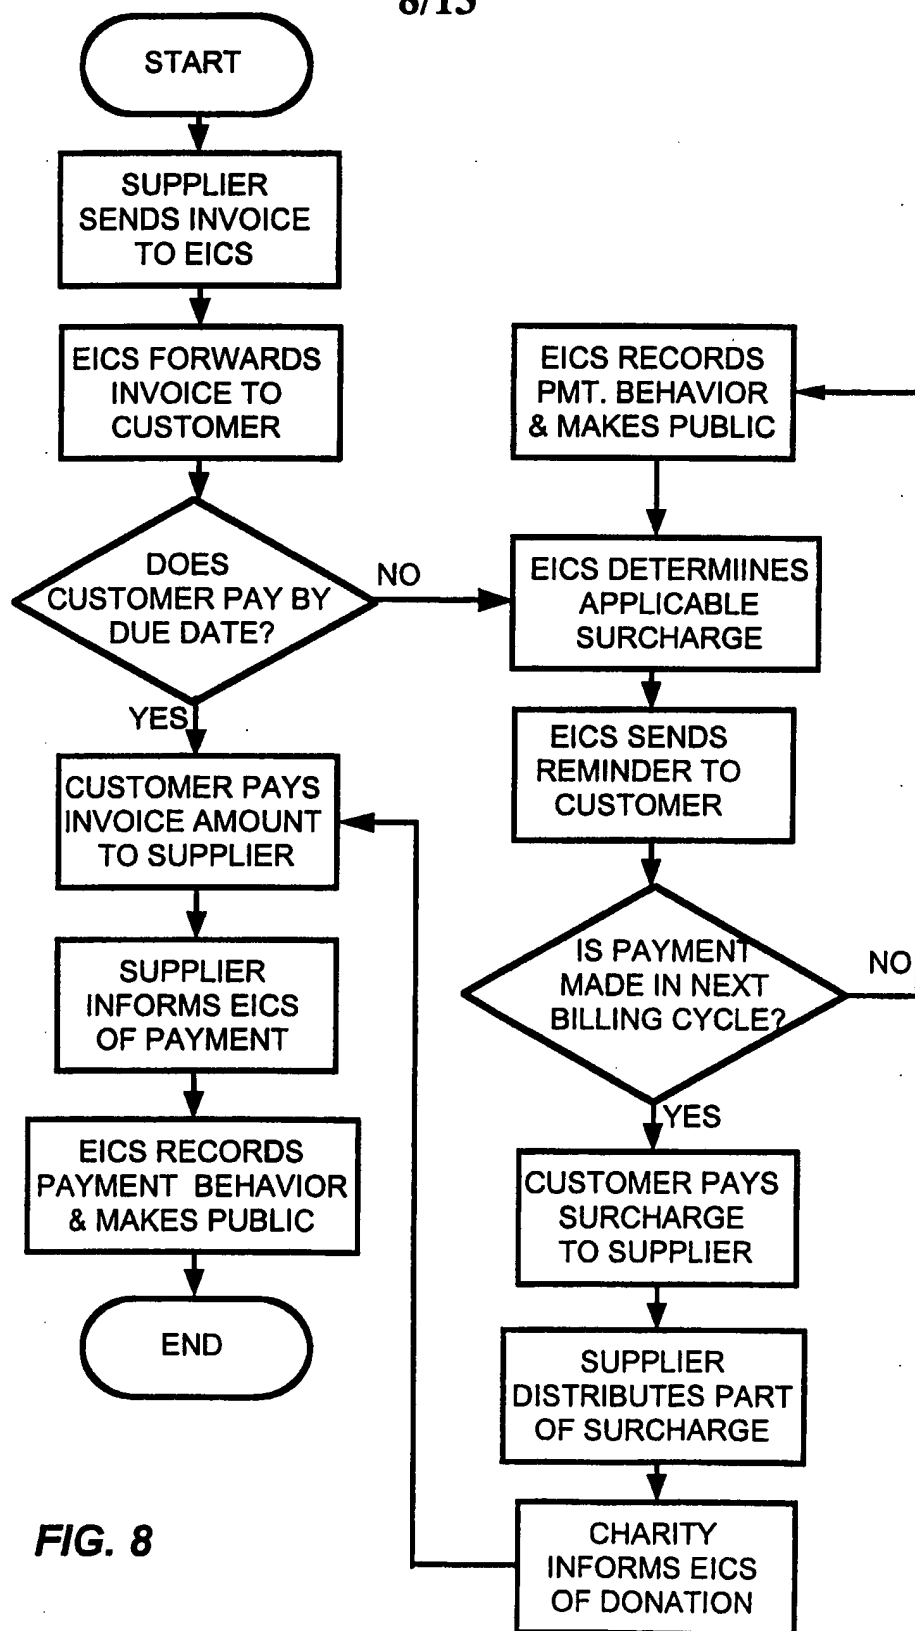 8/13
START
SUPPLIER
SENDS INVOICE
TO EICS
EICS FORWARDS
INVOICE TO
CUSTOMER
DOES
CUSTOMER PAY BY
DUE DATE?
NO
YES
CUSTOMER PAYS
INVOICE AMOUNT
TO SUPPLIER
SUPPLIER
INFORMS EICS
OF PAYMENT
EICS RECORDS
PAYMENT BEHAVIOR
& MAKES PUBLIC
END
EICS RECORDS
PMT. BEHAVIOR
& MAKES PUBLIC
EICS DETERMIINES
APPLICABLE
SURCHARGE
EICS SENDS
REMINDER TO
CUSTOMER
IS PAYMENT
MADE IN NEXT
BILLING CYCLE?
NO
YES
CUSTOMER PAYS
SURCHARGE
TO SUPPLIER
SUPPLIER
DISTRIBUTES PART
OF SURCHARGE
CHARITY
INFORMS EICS
OF DONATION
FIG. 8